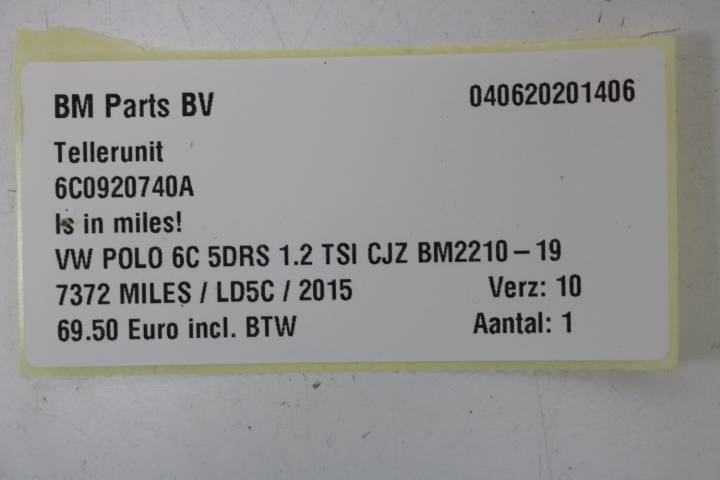 BM Parts BV 040620201406
Tellerunit
6C0920740A
Is in miles!
VW POLO 6C 5DRS 1.2 TSI CJZ BM2210-19
7372 MILES / LD5C / 2015 Verz: 10
69.50 Euro incl. BTW Aantal: 1